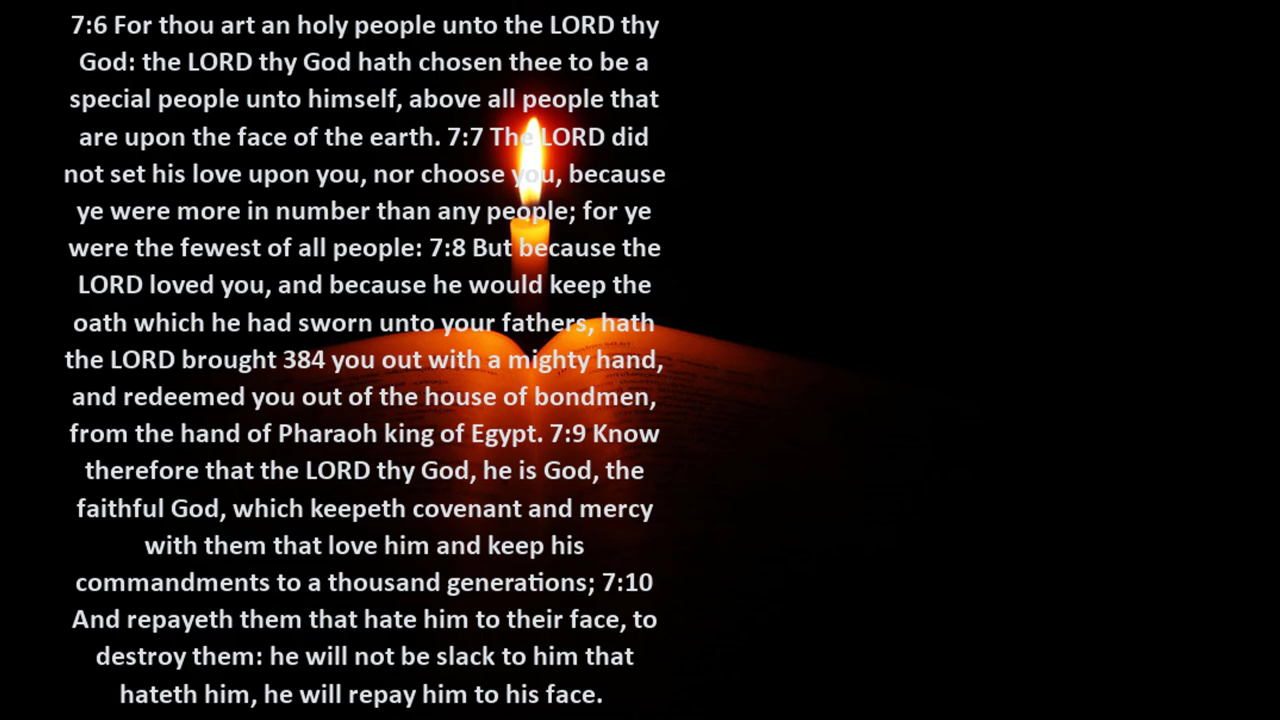 7:6 For thou art an holy people unto the LORD thy
God: the LORD thy God hath chosen thee to be a
special people unto himself, above all people that
are upon the face of the earth. 7:7 The LORD did
not set his love upon you, nor choose you, because
ye were more in number than any people; for ye
were the fewest of all people: 7:8 But because the
LORD loved you, and because he would keep the
oath which he had sworn unto your fathers, hath
the LORD brought 384 you out with a mighty hand,
and redeemed you out of the house of bondmen,
from the hand of Pharaoh king of Egypt. 7:9 Know
therefore that the LORD thy God, he is God, the
faithful God, which keepeth covenant and mercy
with them that love him and keep his
commandments to a thousand generations; 7:10
And repayeth them that hate him to their face, to
destroy them: he will not be slack to him that
hateth him, he will repay him to his face.